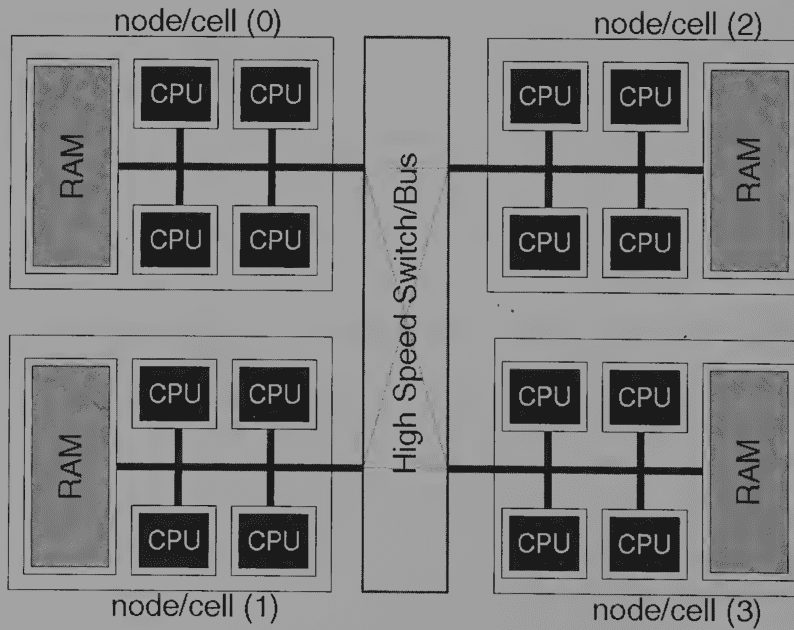 node/cell (0)
RAM
CPU
CPU
CPU
CPU
High Speed Switch/Bus
node/cell (2)
CPU
CPU
CPU
CPU
RAM
RAM
CPU
CPU
CPU
CPU
node/cell (1)
CPU
CPU
CPU
CPU
RAM
node/cell (3)